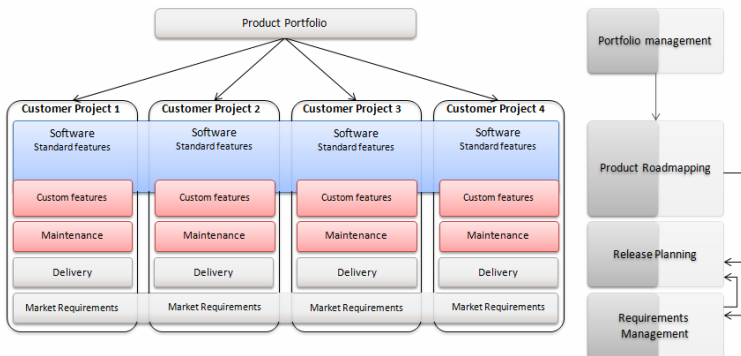 Product Portfolio
Customer Project 1 Customer Project 2 Customer Project 3 Customer Project 4
Software Software Software Software
Standard features Standard features Standard features Standard features
Custom features Custom features Custom features Custom features
Maintenance Maintenance Maintenance Maintenance
Delivery Delivery Delivery Delivery
Market Requirements Market Requirements Market Requirements Market Requirements
Portfolio management
Product Roadmapping
Release Planning
Requirements
Management